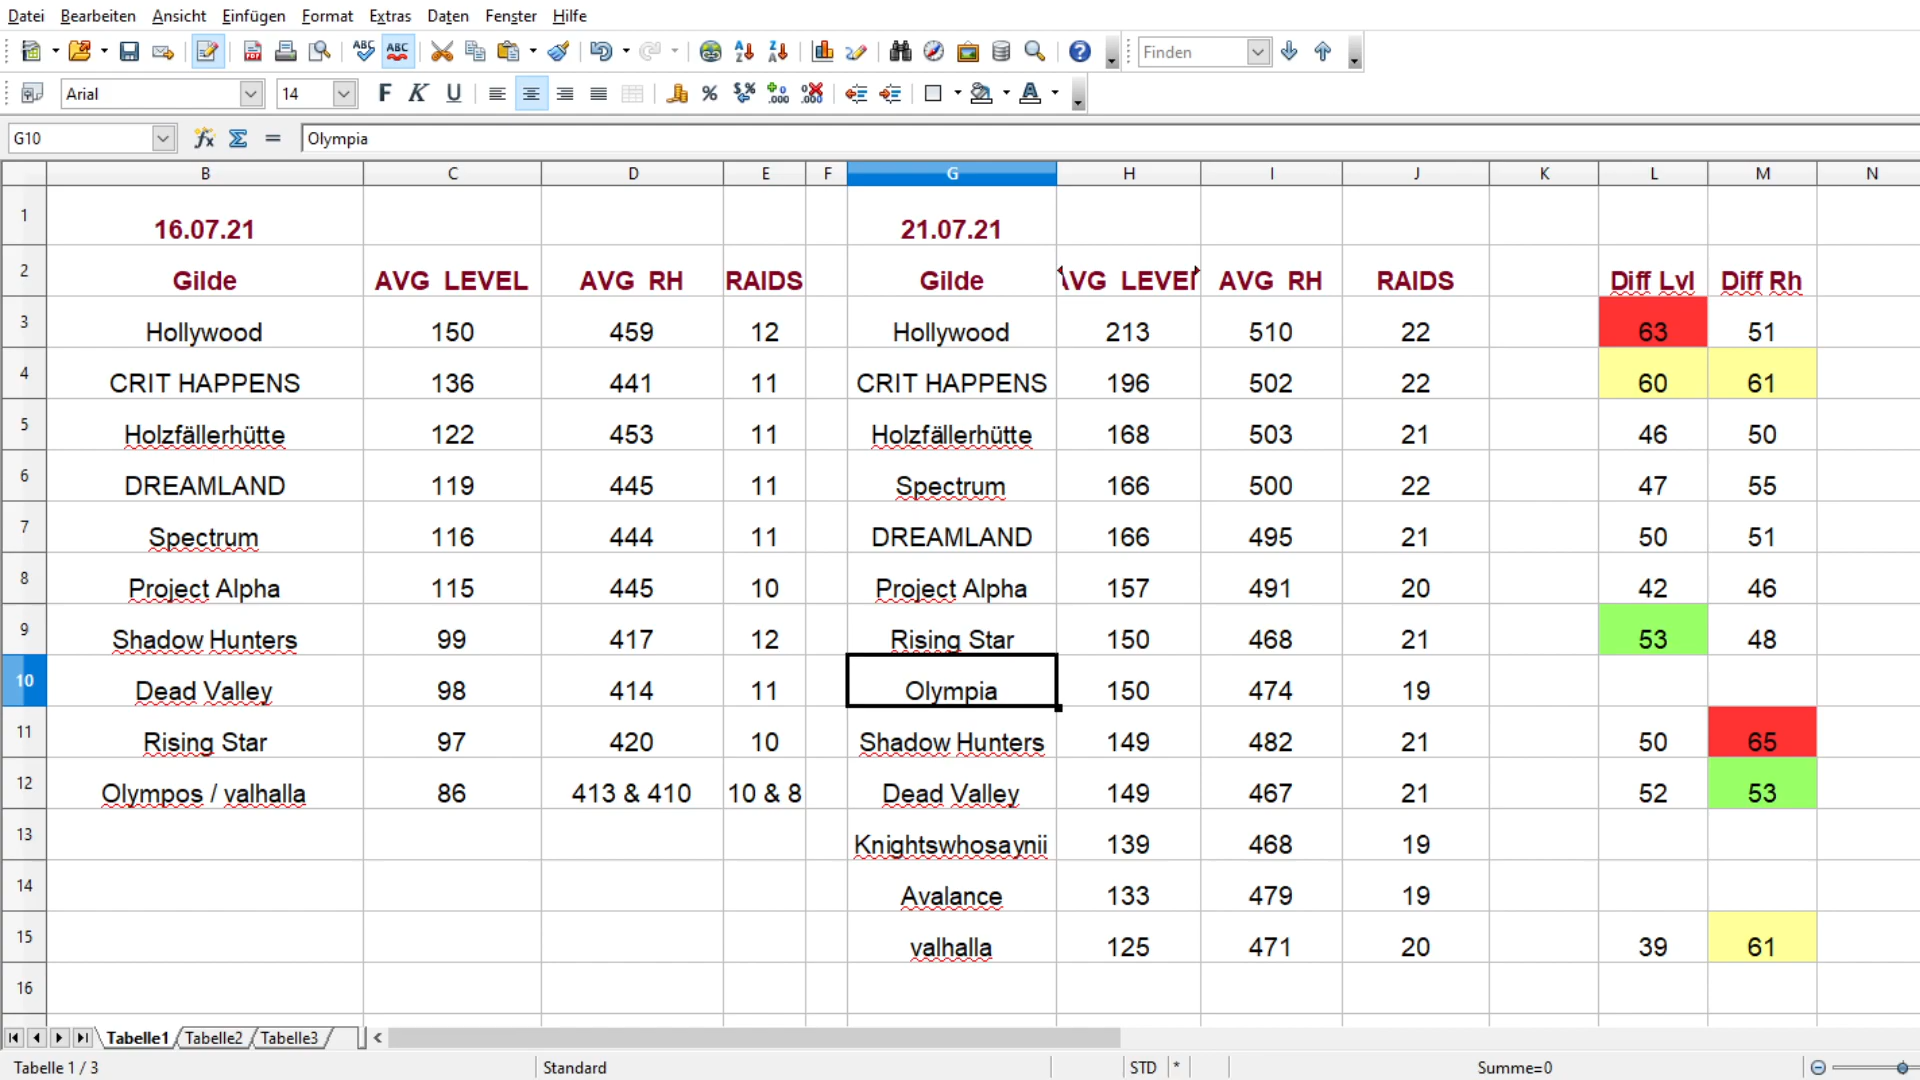 Datei Bearbeiten Ansicht Einfügen Format Extras Daten Fenster Hilfe
Finden
Arial 14 F K U
G10 Olympia
B C D E F G H I J K L M N
1 16.07.21 21.07.21
2 Gilde AVG LEVEL AVG RH RAIDS Gilde AVG LEVEL AVG RH RAIDS Diff Lvl Diff Rh
3 Hollywood 150 459 12 Hollywood 213 510 22 63 51
4 CRIT HAPPENS 136 441 11 CRIT HAPPENS 196 502 22 60 61
5 Holzfällerhütte 122 453 11 Holzfällerhütte 168 503 21 46 50
6 DREAMLAND 119 445 11 Spectrum 166 500 22 47 55
7 Spectrum 116 444 11 DREAMLAND 166 495 21 50 51
8 Project Alpha 115 445 10 Project Alpha 157 491 20 42 46
9 Shadow Hunters 99 417 12 Rising Star 150 468 21 53 48
10 Dead Valley 98 414 11 Olympia 150 474 19
11 Rising Star 97 420 10 Shadow Hunters 149 482 21 50 65
12 Olympos / valhalla 86 413 & 410 10 & 8 Dead Valley 149 467 21 52 53
13 Knightswhosaynii 139 468 19
14 Avalance 133 479 19
15 valhalla 125 471 20 39 61
16
Tabelle1 Tabelle2 Tabelle3
Tabelle 1 / 3 Standard STD * Summe=0